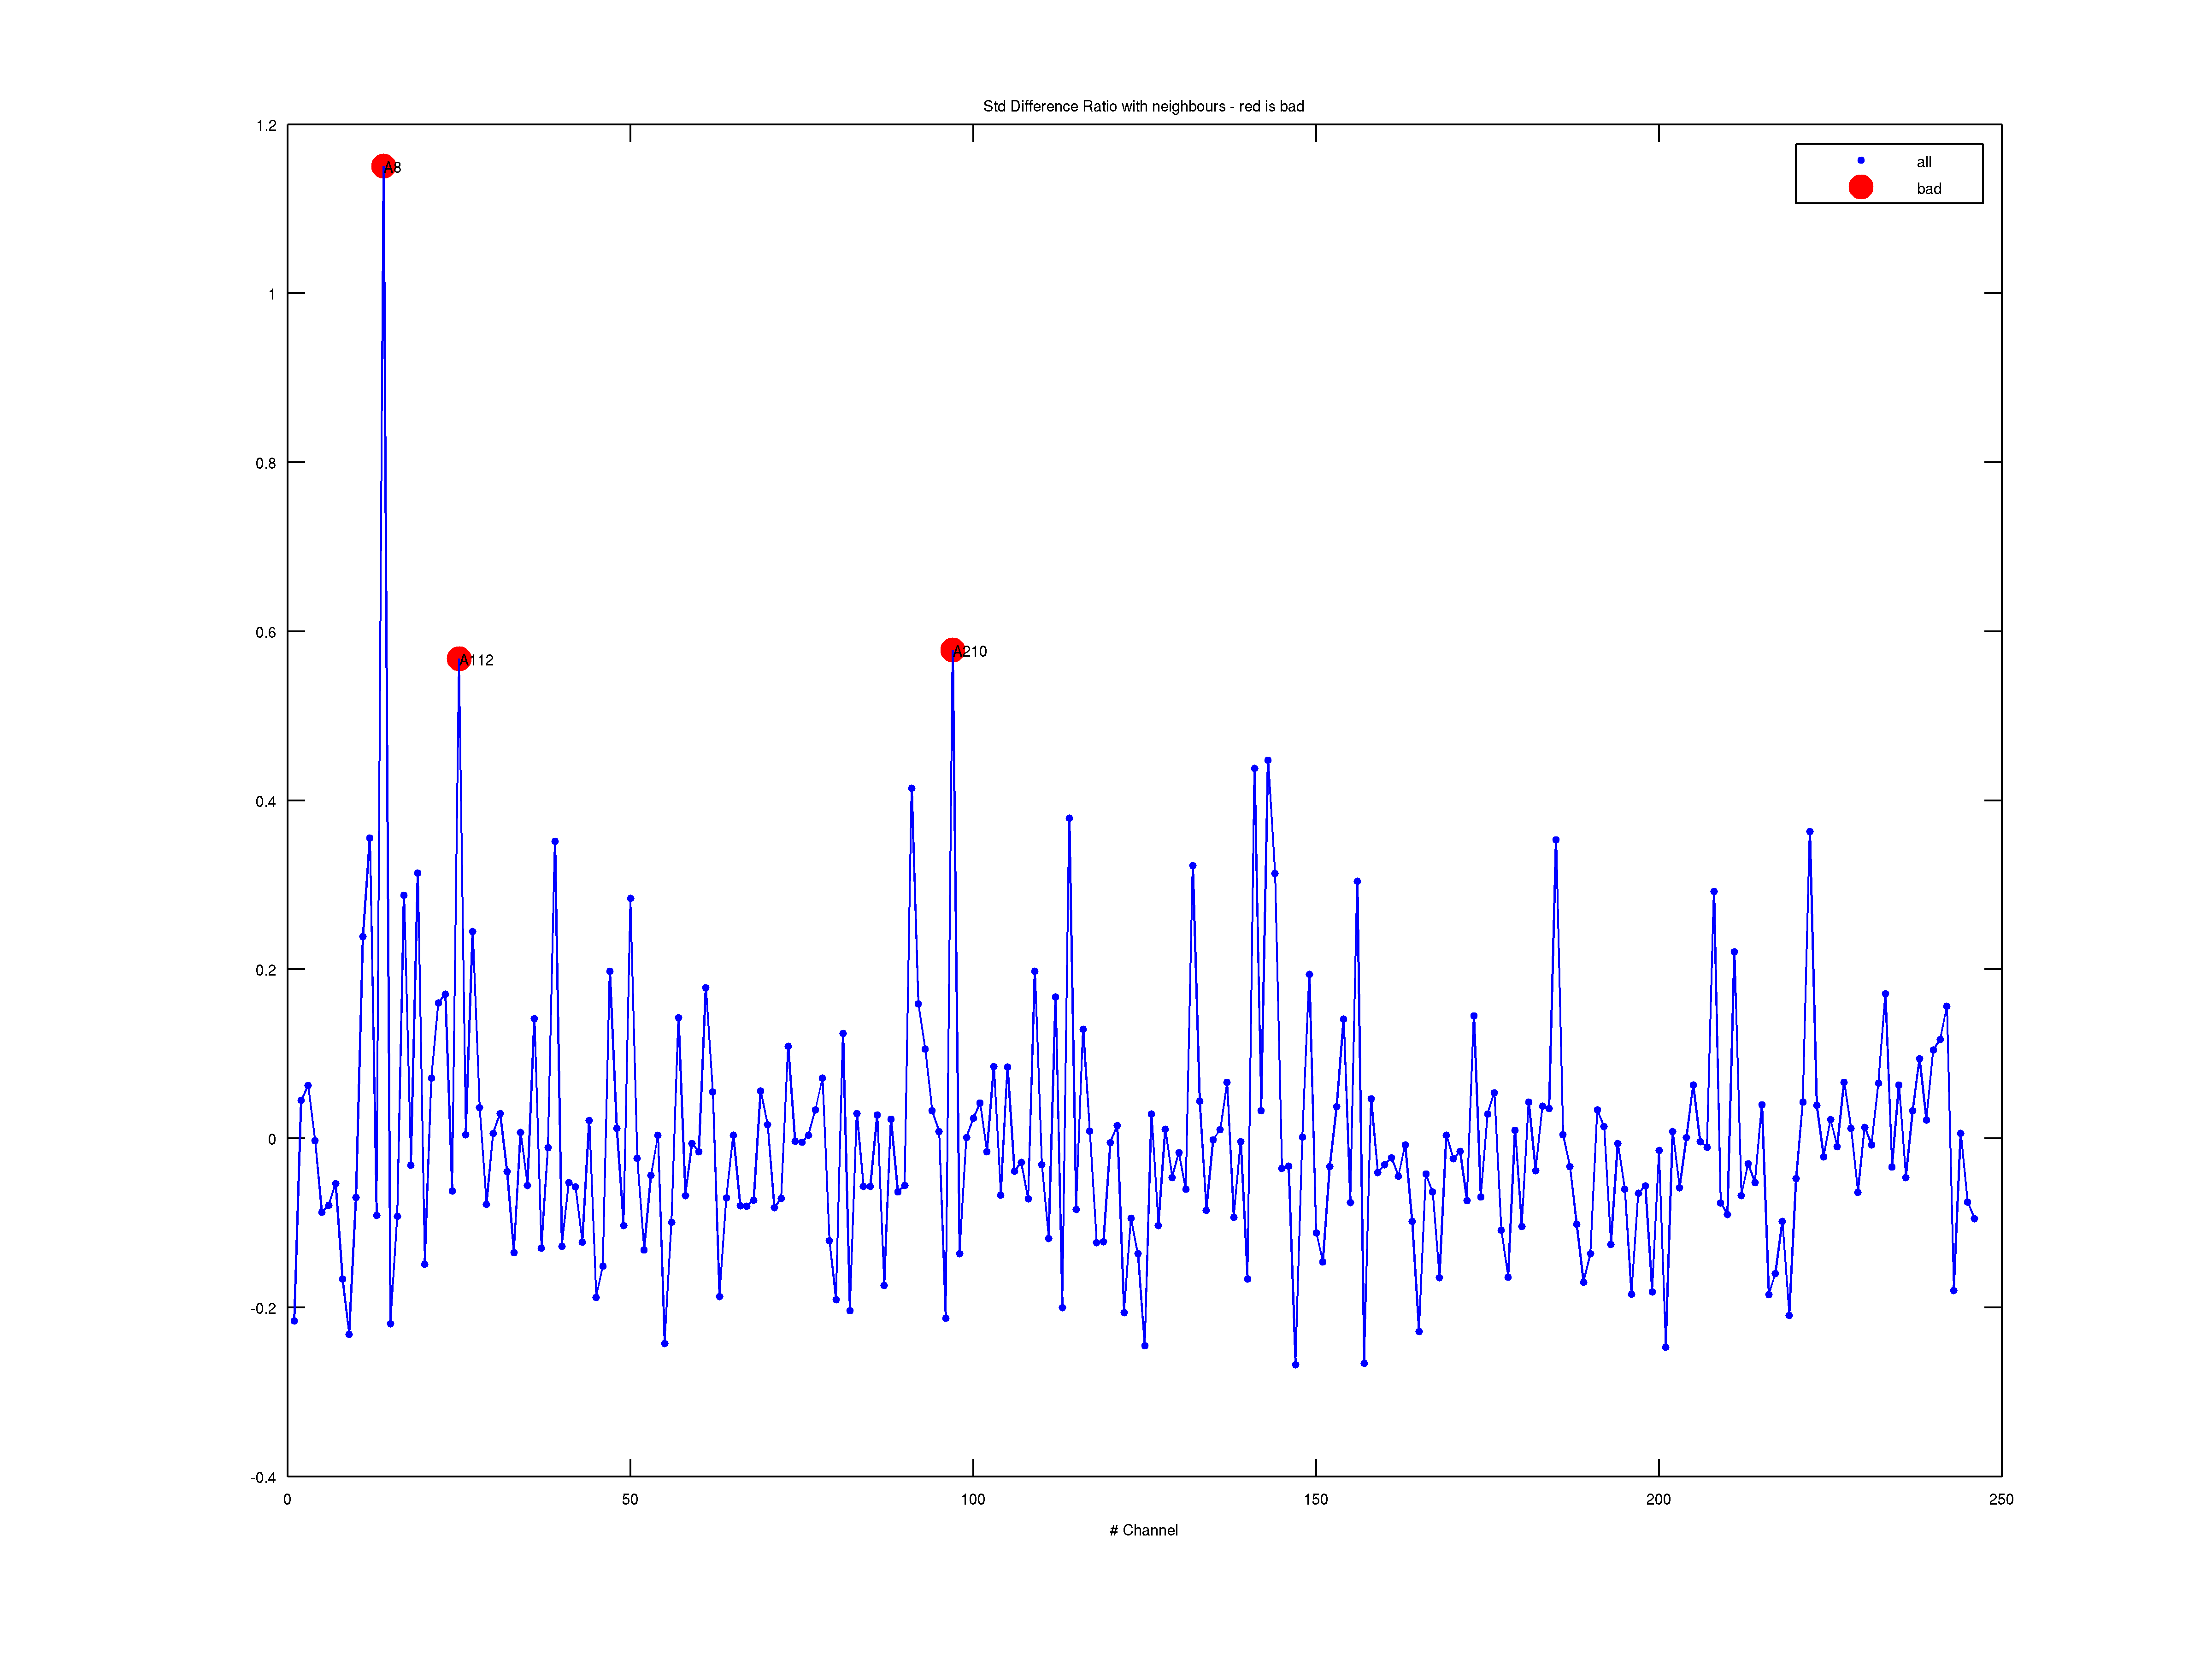 Std Difference Ratio with neighbours - red is bad
1.2
1
0.8
0.6
0.4
0.2
0
-0.2
-0.4
A8
A112
A210
all
bad
0 50 100 150 200 250
# Channel